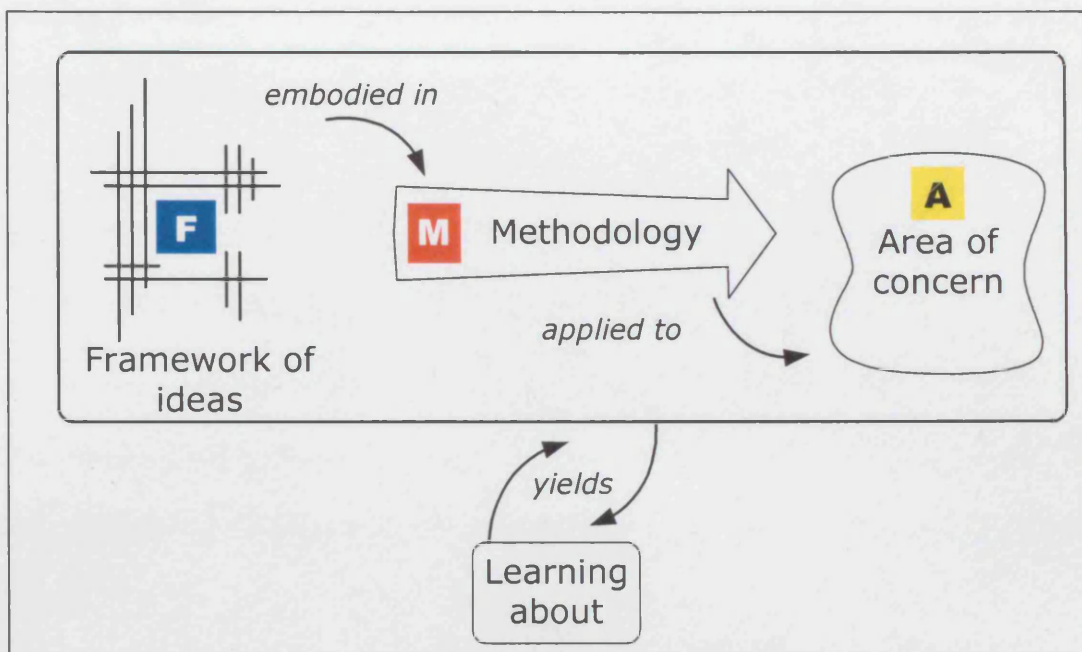 embodied in
F
Framework of
ideas
M Methodology
applied to
A
Area of
concern
yields
Learning
about